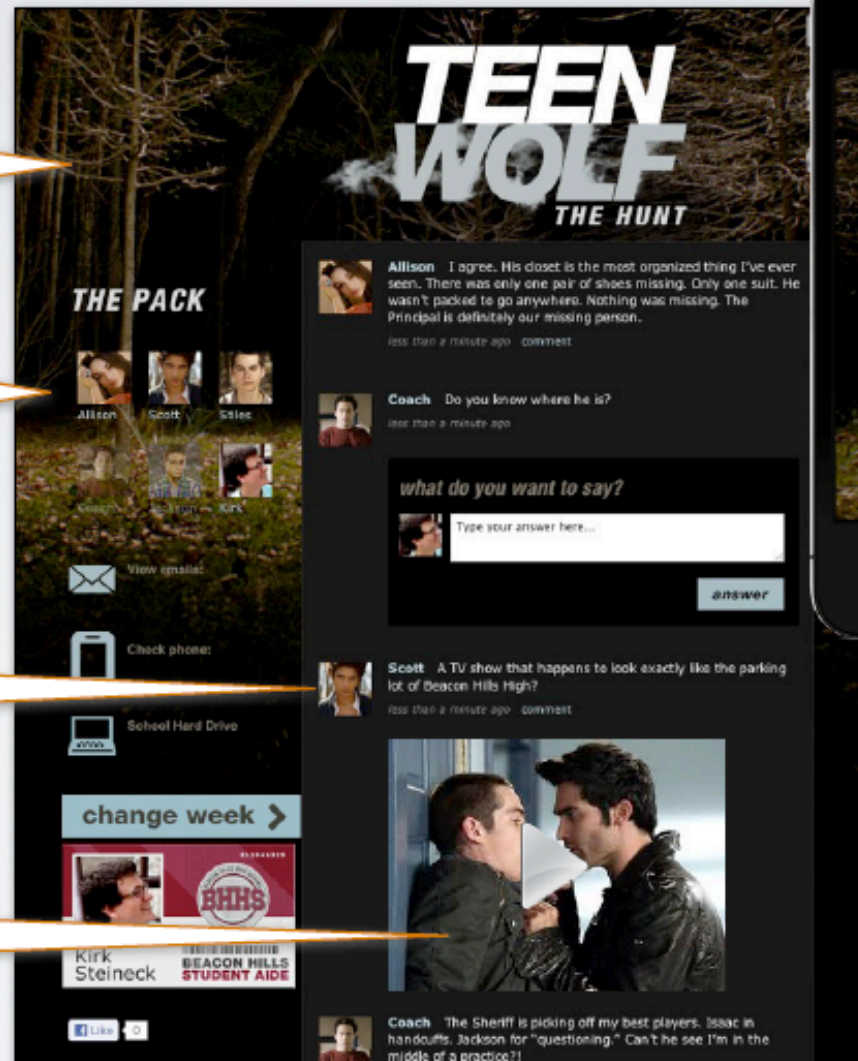 TEEN
WOLF
THE HUNT
THE PACK
Allison Scott Stiles
Coach Jackson Kirk
View emails:
Check phone:
School Hard Drive
change week
BHHS
Kirk
Steineck
BEACON HILLS
STUDENT AIDE
Like 0
Allison I agree. His closet is the most organized thing I've ever
seen. There was only one pair of shoes missing. Only one suit. He
wasn't packed to go anywhere. Nothing was missing. The
Principal is definitely our missing person.
less than a minute ago comment
Coach Do you know where he is?
less than a minute ago
what do you want to say?
Type your answer here...
answer
Scott A TV show that happens to look exactly like the parking
lot of Beacon Hills High?
less than a minute ago comment
Coach The Sheriff is picking off my best players. Isaac in
handcuffs. Jackson for "questioning." Can't he see I'm in the
middle of a practice?!